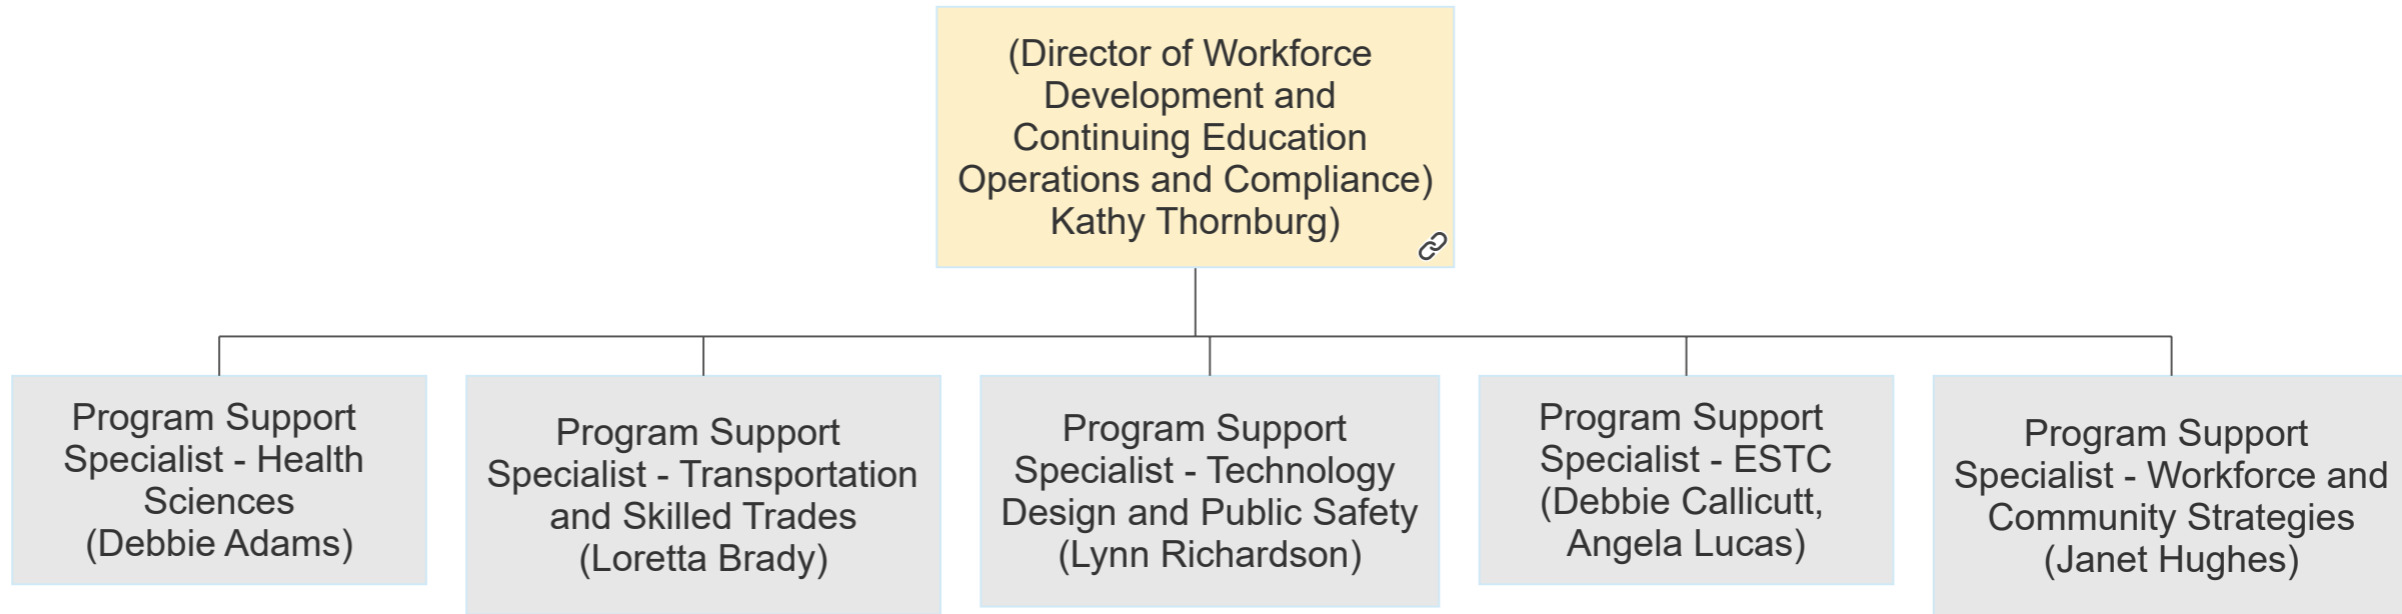 (Director of Workforce
Development and
Continuing Education
Operations and Compliance)
Kathy Thornburg)
Program Support
Specialist - Health
Sciences
(Debbie Adams)
Program Support
Specialist - Transportation
and Skilled Trades
(Loretta Brady)
Program Support
Specialist - Technology
Design and Public Safety
(Lynn Richardson)
Program Support
Specialist - ESTC
(Debbie Callicutt,
Angela Lucas)
Program Support
Specialist - Workforce and
Community Strategies
(Janet Hughes)